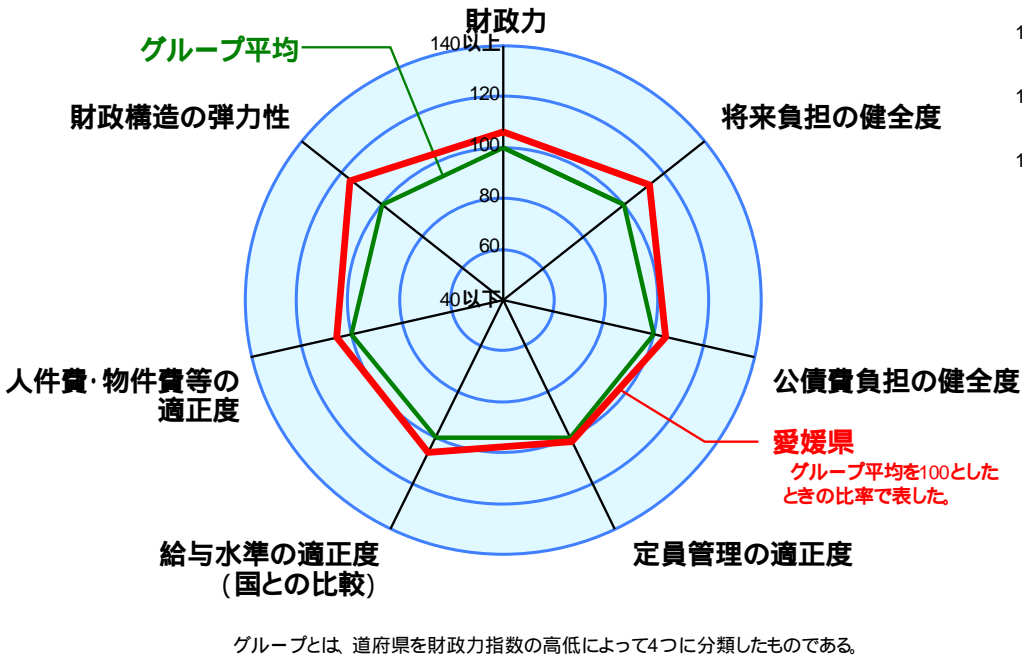 財政力
140以上
グループ平均
120
財政構造の弾力性
将来負担の健全度
100
80
60
40以下
人件費・物件費等の
適正度
公債費負担の健全度
愛媛県
グループ平均を100とした
ときの比率で表した。
給与水準の適正度
(国との比較)
定員管理の適正度
グループとは、道府県を財政力指数の高低によって4つに分類したものである。
1
1
1